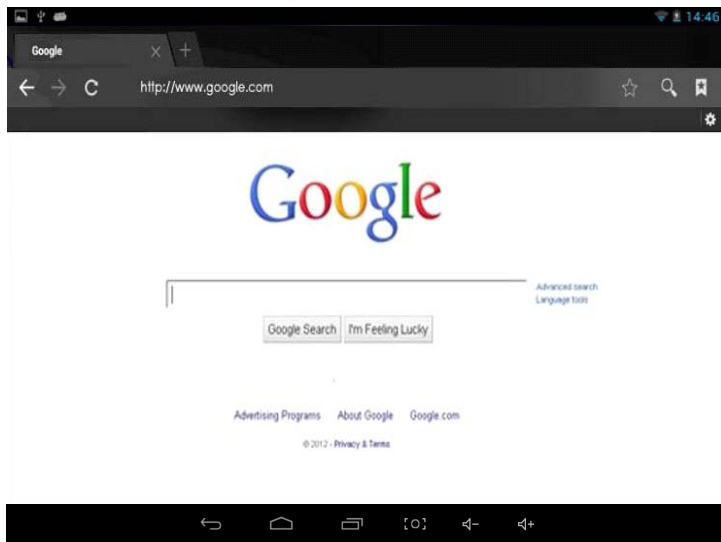 14:46
Google
http://www.google.com
Google
Advanced search
Language tools
Google Search I'm Feeling Lucky
Advertising Programs About Google Google.com
© 2012 - Privacy & Terms